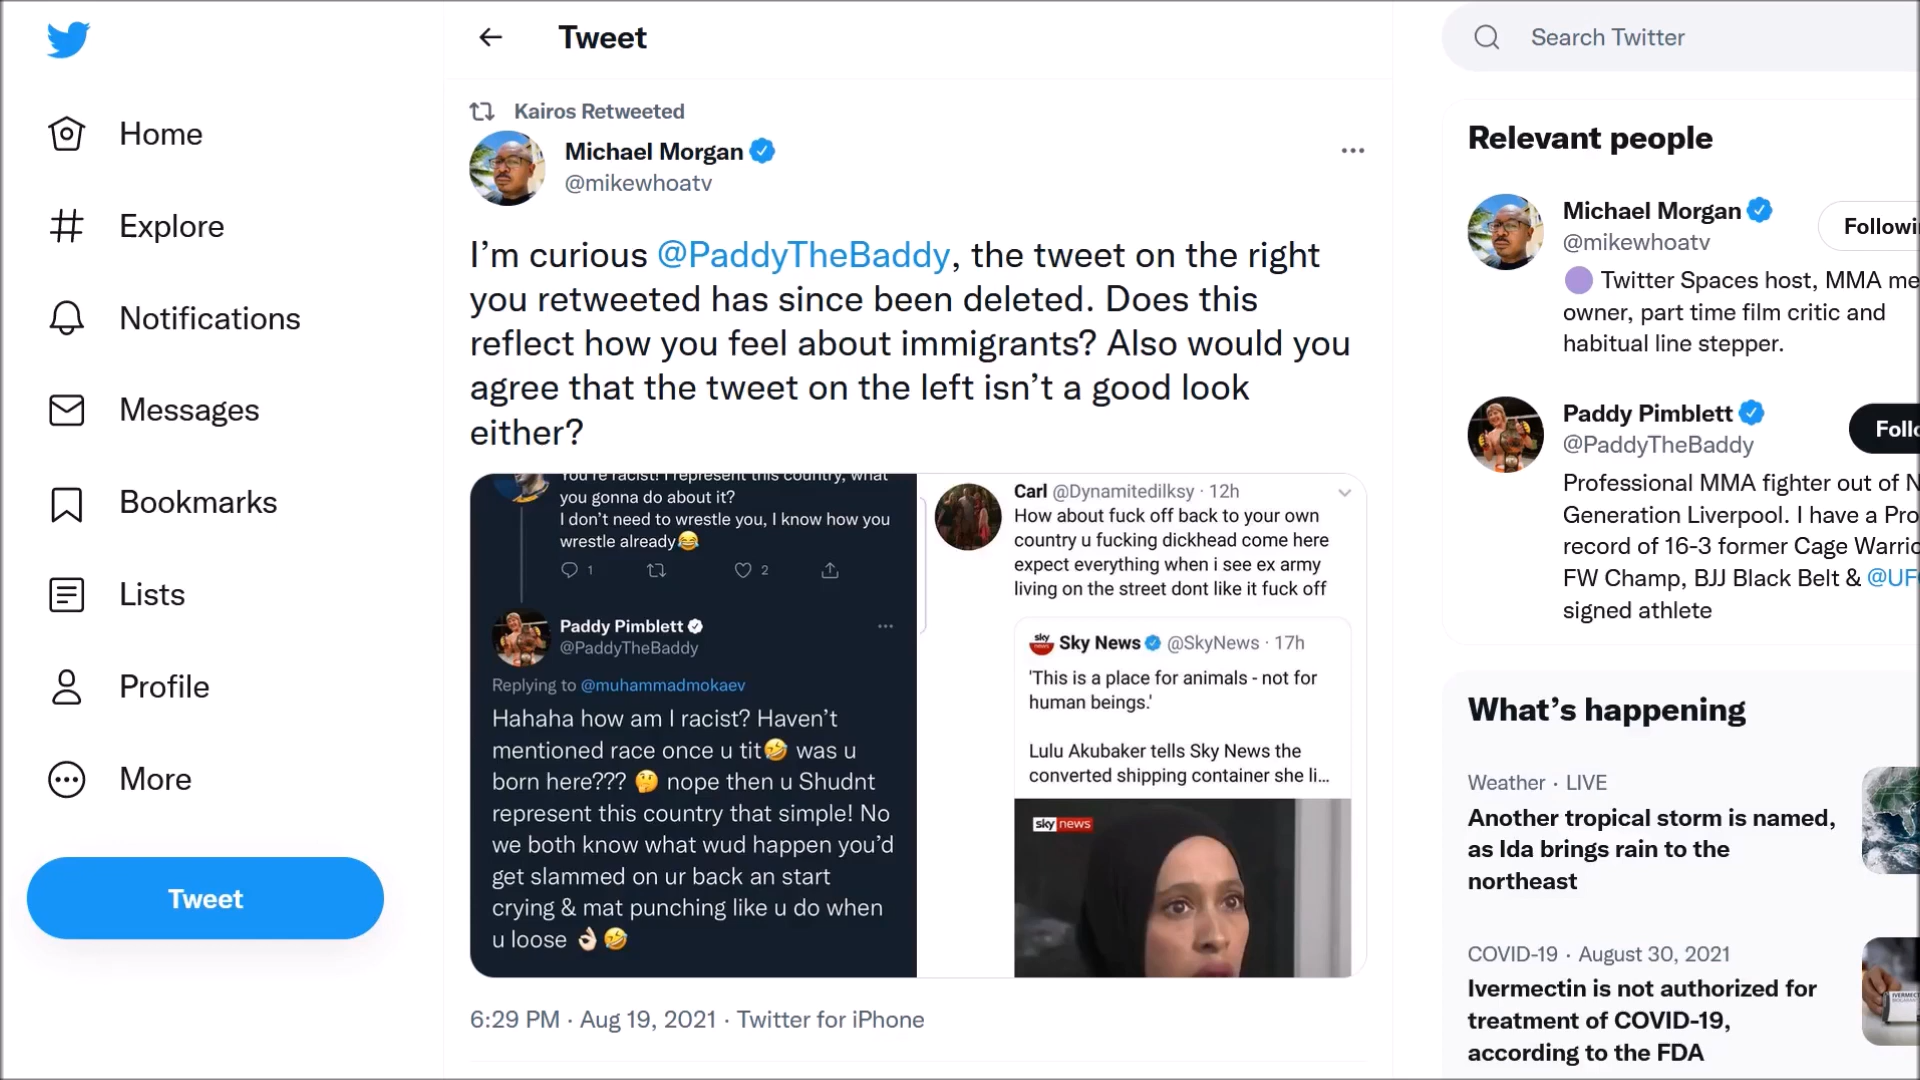 Home
Explore
Notifications
Messages
Bookmarks
Lists
Profile
More
Tweet
Tweet
Kairos Retweeted
Michael Morgan
@mikewhoatv
I'm curious @PaddyTheBaddy, the tweet on the right
you retweeted has since been deleted. Does this
reflect how you feel about immigrants? Also would you
agree that the tweet on the left isn't a good look
either?
You're racist! I represent this country, what
you gonna do about it?
I don't need to wrestle you, I know how you
wrestle already😂
1
2
Paddy Pimblett
@PaddyTheBaddy
Replying to @muhammadmokaev
Hahaha how am I racist? Haven't
mentioned race once u tit🤣 was u
born here??? 🤔 nope then u Shudnt
represent this country that simple! No
we both know what wud happen you'd
get slammed on ur back an start
crying & mat punching like u do when
u loose 👌🏻🤣
Carl @Dynamitedilksy · 12h
How about fuck off back to your own
country u fucking dickhead come here
expect everything when i see ex army
living on the street dont like it fuck off
sky news
Sky News @SkyNews · 17h
'This is a place for animals - not for
human beings.'
Lulu Akubaker tells Sky News the
converted shipping container she li...
sky news
6:29 PM · Aug 19, 2021 · Twitter for iPhone
Search Twitter
Relevant people
Michael Morgan
@mikewhoatv
Followi
Twitter Spaces host, MMA me
owner, part time film critic and
habitual line stepper.
Paddy Pimblett
@PaddyTheBaddy
Follo
Professional MMA fighter out of N
Generation Liverpool. I have a Pro
record of 16-3 former Cage Warric
FW Champ, BJJ Black Belt & @UF
signed athlete
What's happening
Weather · LIVE
Another tropical storm is named,
as Ida brings rain to the
northeast
COVID-19 · August 30, 2021
Ivermectin is not authorized for
treatment of COVID-19,
according to the FDA